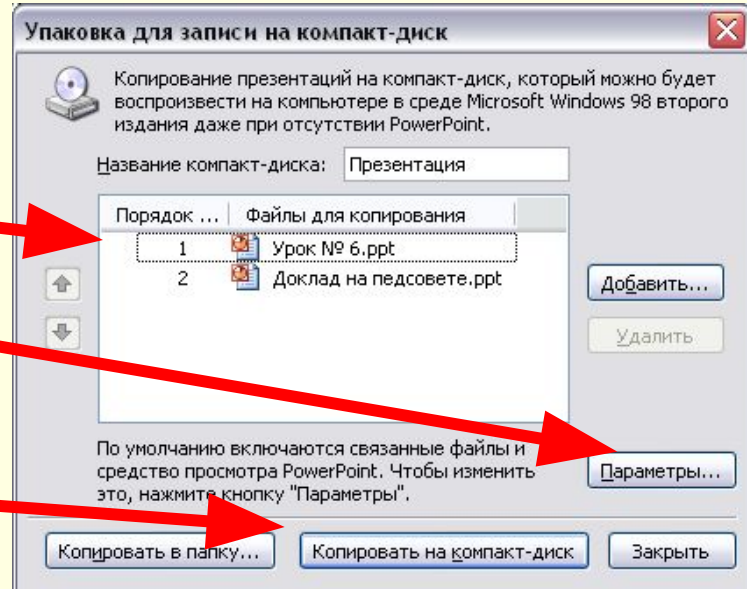 Упаковка для записи на компакт-диск
Копирование презентаций на компакт-диск, который можно будет
воспроизвести на компьютере в среде Microsoft Windows 98 второго
издания даже при отсутствии PowerPoint.
Название компакт-диска: Презентация
Порядок ... Файлы для копирования
1 Урок № 6.ppt
2 Доклад на педсовете.ppt
Добавить...
Удалить
По умолчанию включаются связанные файлы и
средство просмотра PowerPoint. Чтобы изменить
это, нажмите кнопку "Параметры".
Параметры...
Копировать в папку... Копировать на компакт-диск Закрыть